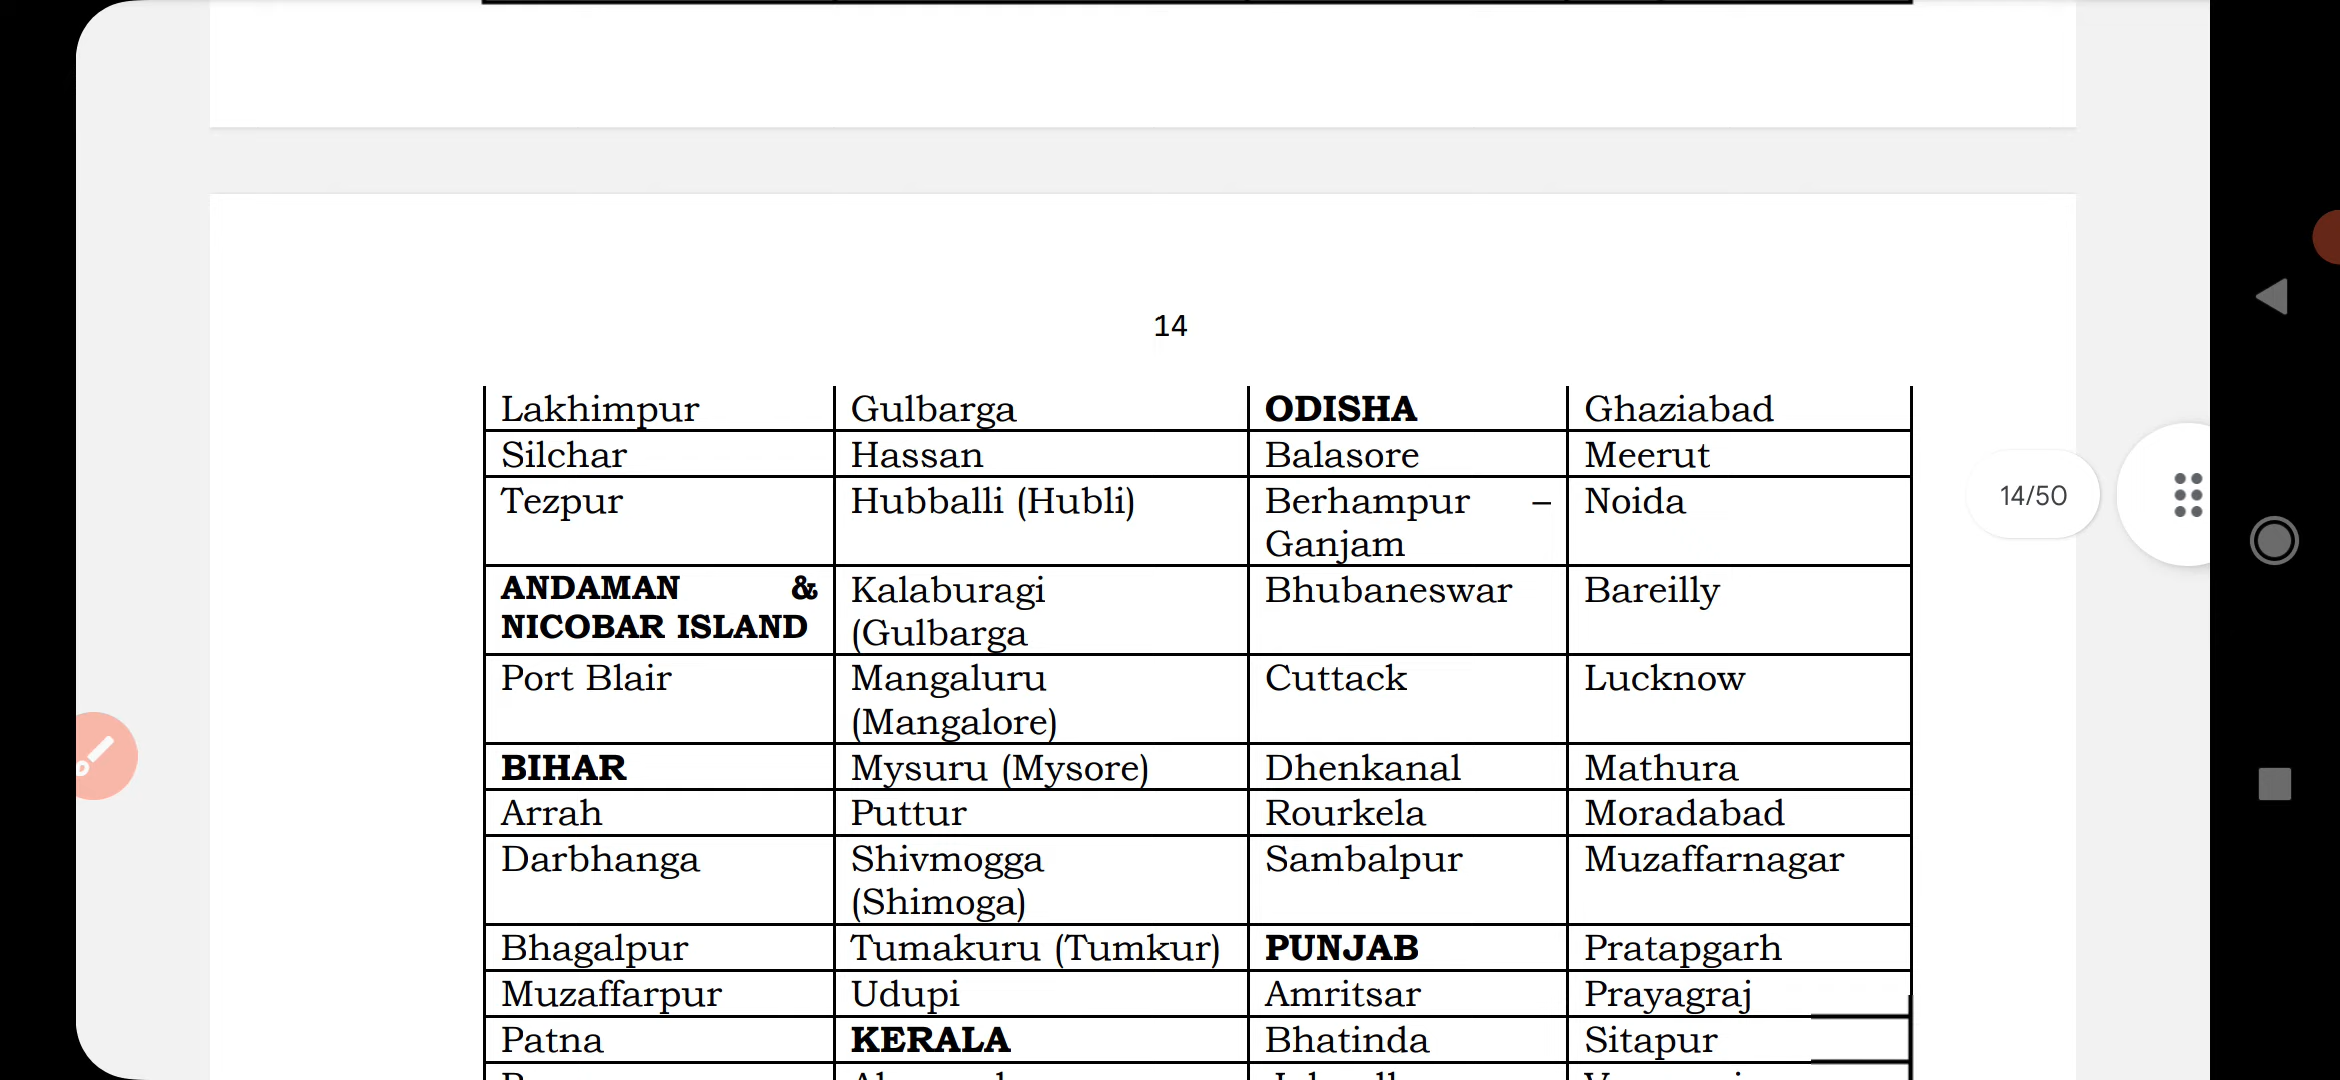 14
Lakhimpur Gulbarga ODISHA Ghaziabad
Silchar Hassan Balasore Meerut
Tezpur Hubballi (Hubli) Berhampur – Noida
Ganjam
ANDAMAN & Kalaburagi Bhubaneswar Bareilly
NICOBAR ISLAND (Gulbarga
Port Blair Mangaluru Cuttack Lucknow
(Mangalore)
BIHAR Mysuru (Mysore) Dhenkanal Mathura
Arrah Puttur Rourkela Moradabad
Darbhanga Shivmogga Sambalpur Muzaffarnagar
(Shimoga)
Bhagalpur Tumakuru (Tumkur) PUNJAB Pratapgarh
Muzaffarpur Udupi Amritsar Prayagraj
Patna KERALA Bhatinda Sitapur
14/50